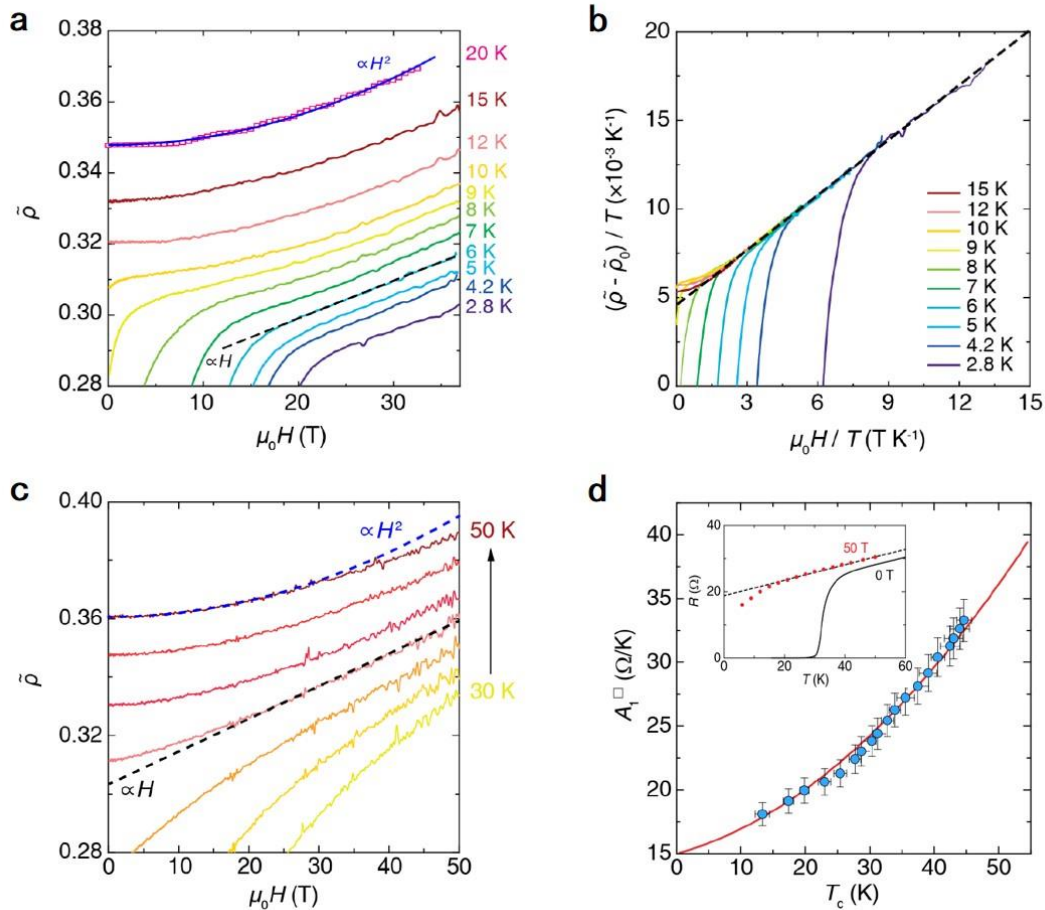 a
ρ̃
0.38
0.36
0.34
0.32
0.30
0.28
0
10
20
30
μ₀H (T)
∝H²
∝H
20 K
15 K
12 K
10 K
9 K
8 K
7 K
6 K
5 K
4.2 K
2.8 K
b
(ρ̃ - ρ̃₀) / T (×10⁻³ K⁻¹)
20
15
10
5
0
0
3
6
9
12
15
μ₀H / T (T K⁻¹)
15 K
12 K
10 K
9 K
8 K
7 K
6 K
5 K
4.2 K
2.8 K
c
ρ̃
0.40
0.36
0.32
0.28
0
10
20
30
40
50
μ₀H (T)
∝H²
∝H
50 K
30 K
d
A₁□ (Ω/K)
40
35
30
25
20
15
0
10
20
30
40
50
T_c (K)
R (Ω)
40
20
0
0
20
40
60
T (K)
50 T
0 T